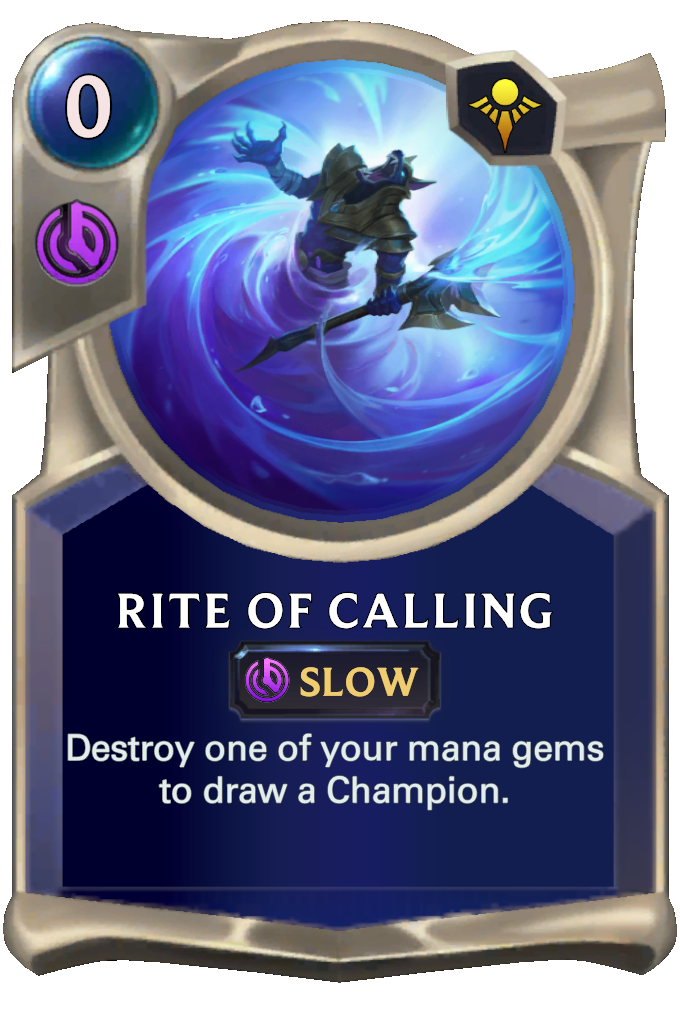 0
RITE OF CALLING
SLOW
Destroy one of your mana gems
to draw a Champion.